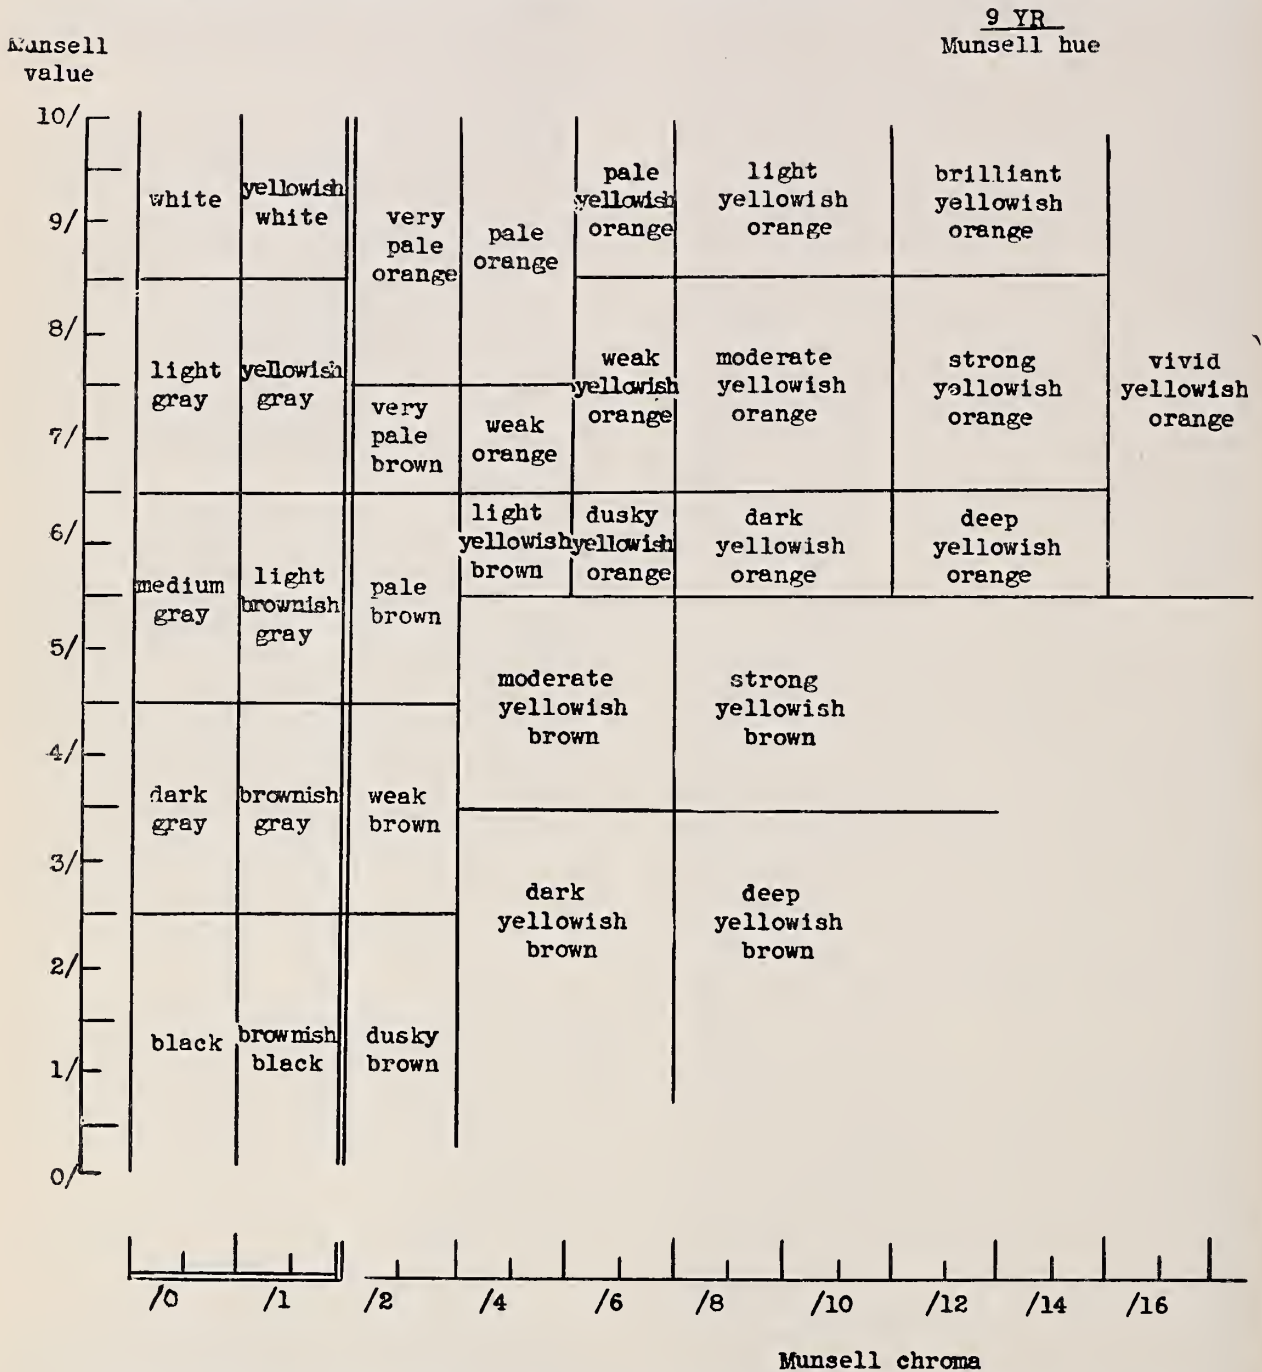 9 YR
Munsell hue
Munsell
value
10/
9/
8/
7/
6/
5/
4/
3/
2/
1/
0/
white
yellowish
white
very
pale
orange
pale
orange
pale
yellowish
orange
light
yellowish
orange
brilliant
yellowish
orange
light
gray
yellowish
gray
very
pale
brown
weak
orange
weak
yellowish
orange
moderate
yellowish
orange
strong
yellowish
orange
vivid
yellowish
orange
medium
gray
light
brownish
gray
pale
brown
light
yellowish
brown
dusky
yellowish
orange
dark
yellowish
orange
deep
yellowish
orange
moderate
yellowish
brown
strong
yellowish
brown
dark
gray
brownish
gray
weak
brown
dark
yellowish
brown
deep
yellowish
brown
black
brownish
black
dusky
brown
/0 /1 /2 /4 /6 /8 /10 /12 /14 /16
Munsell chroma